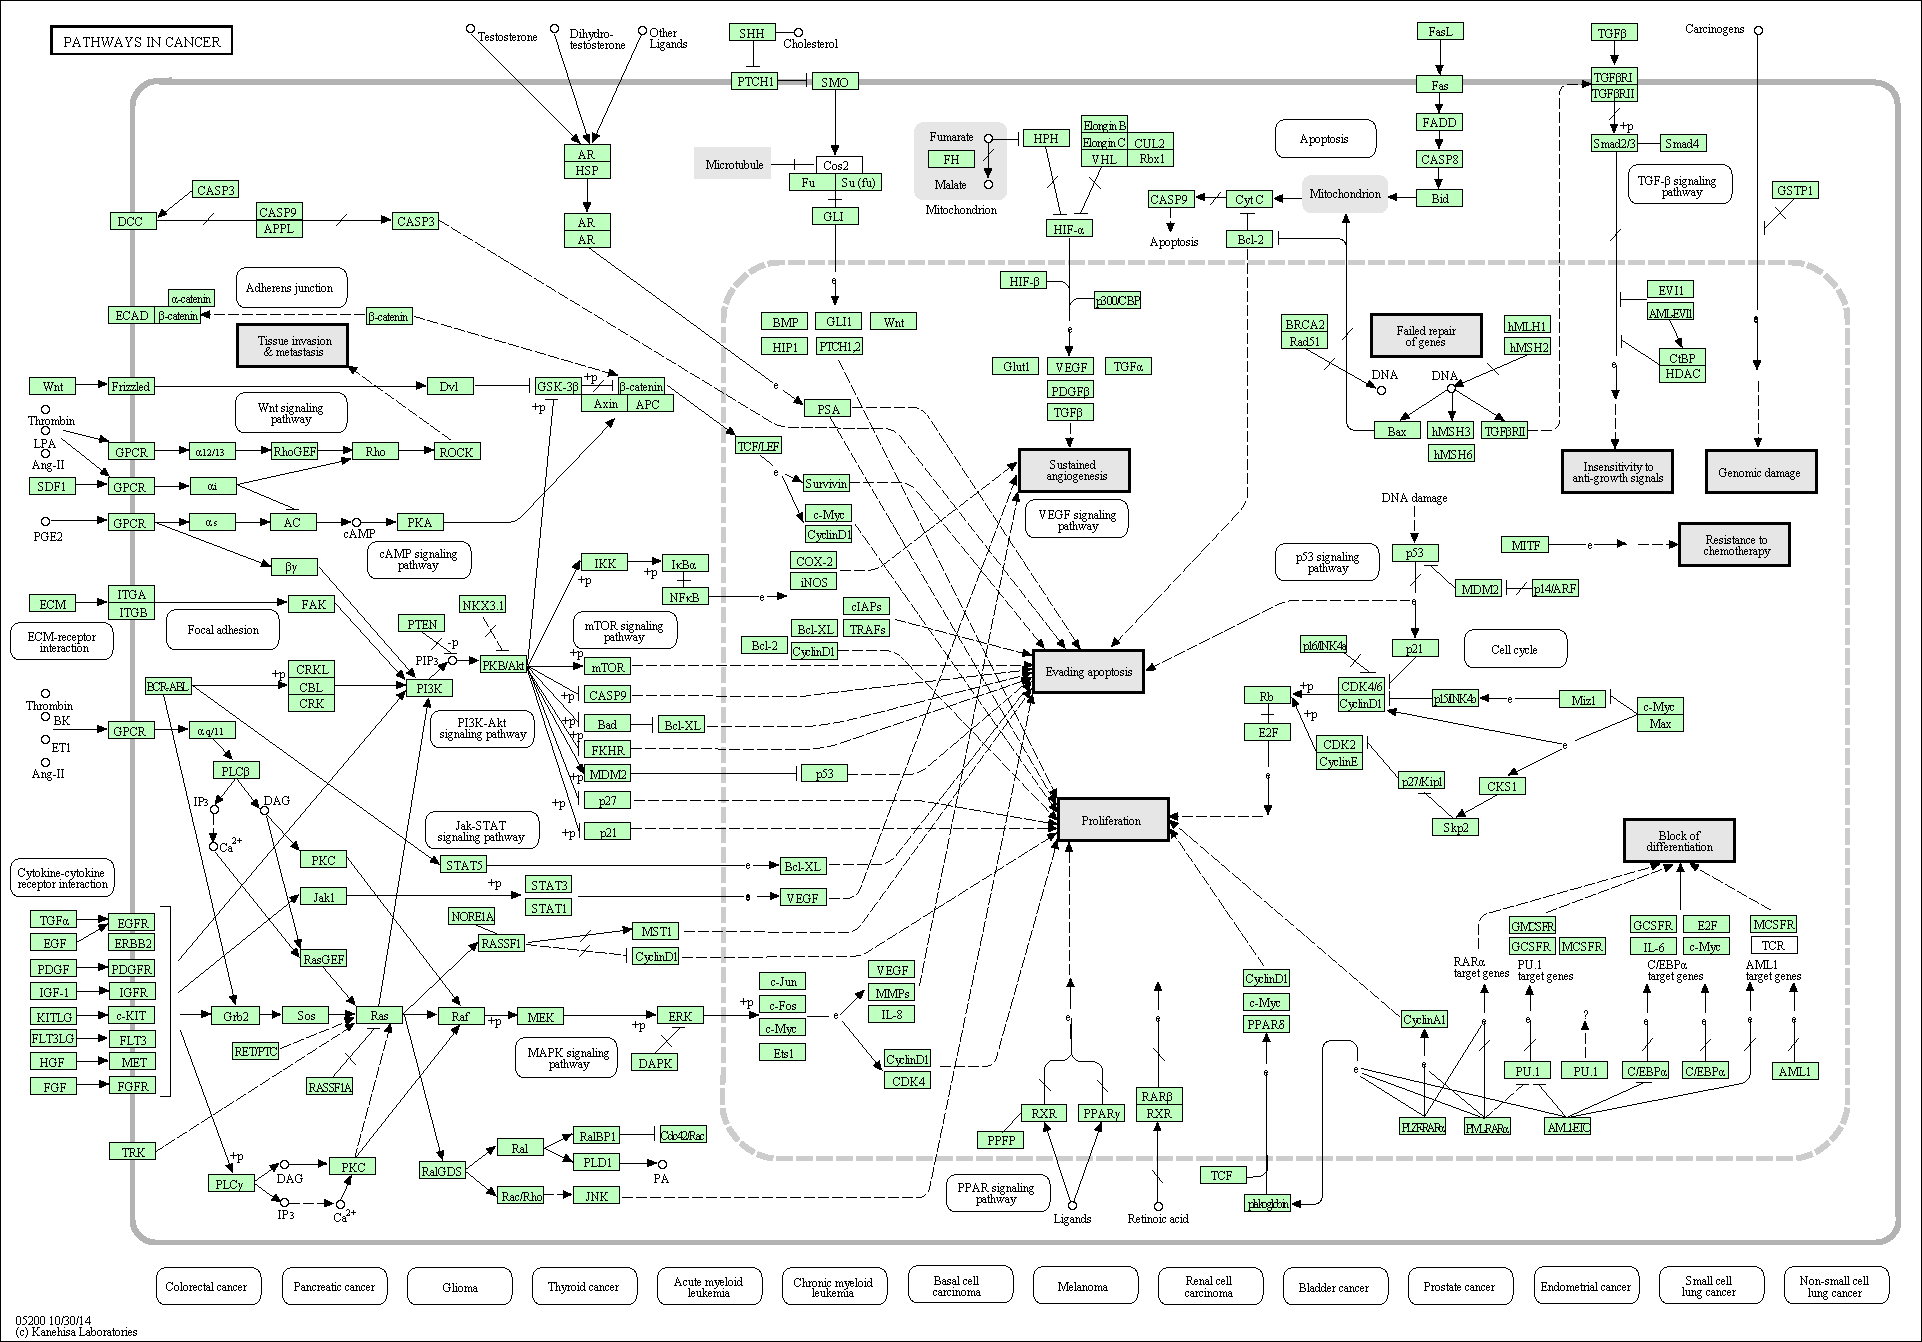 PATHWAYS IN CANCER
Testosterone
Dihydro-
testosterone
Other
Ligands
SHH
Cholesterol
PTCH1
SMO
FasL
Fas
FADD
CASP8
Bid
TGFβ
TGFβRI
TGFβRII
+p
Smad2/3
Smad4
TGF-β signaling
pathway
Carcinogens
GSTP1
AR
HSP
AR
AR
Microtubule
Cos2
Fu
Su (fu)
GLI
Fumarate
FH
Malate
Mitochondrion
HPH
Elongin B
Elongin C
CUL2
VHL
Rbx1
HIF-α
Apoptosis
Mitochondrion
CASP9
Cyt C
Apoptosis
Bcl-2
CASP3
DCC
CASP9
APPL
CASP3
Adherens junction
α-catenin
ECAD
β-catenin
β-catenin
Tissue invasion
& metastasis
e
BMP
GLI1
Wnt
HIP1
PTCH1,2
HIF-β
p300/CBP
e
Glut1
VEGF
TGFα
PDGFβ
TGFβ
BRCA2
Rad51
DNA
Failed repair
of genes
hMLH1
hMSH2
DNA
Bax
hMSH3
TGFβRII
hMSH6
EVI1
AML-EVI1
CtBP
HDAC
e
e
Wnt
Frizzled
Dvl
GSK-3β
+p
β-catenin
Axin
APC
+p
e
PSA
Wnt signaling
pathway
Thrombin
LPA
Ang-II
GPCR
α12/13
RhoGEF
Rho
ROCK
SDF1
GPCR
αi
TCF/LEF
e
Survivin
c-Myc
CyclinD1
Sustained
angiogenesis
VEGF signaling
pathway
Insensitivity to
anti-growth signals
Genomic damage
PGE2
GPCR
αs
AC
cAMP
PKA
cAMP signaling
pathway
βγ
DNA damage
p53
p53 signaling
pathway
MITF
e
Resistance to
chemotherapy
MDM2
p14/ARF
e
p21
Cell cycle
COX-2
iNOS
IKK
+p
+p
IκBα
NFκB
e
ECM
ITGA
ITGB
FAK
Focal adhesion
ECM-receptor
interaction
NKX3.1
PTEN
-p
PIP3
PKB/Akt
mTOR signaling
pathway
cIAPs
Bcl-XL
TRAFs
Bcl-2
CyclinD1
Evading apoptosis
p16/INK4a
CDK4/6
CyclinD1
Rb
+p
+p
E2F
p15/INK4b
e
Miz1
c-Myc
Max
e
CDK2
CyclinE
p27/Kip1
CKS1
Skp2
e
BCR-ABL
+p
CRKL
CBL
CRK
PI3K
PI3K-Akt
signaling pathway
+p
mTOR
+p
CASP9
+p
Bad
Bcl-XL
+p
FKHR
+p
MDM2
p53
+p
p27
+p
p21
Thrombin
BK
ET1
Ang-II
GPCR
αq/11
PLCβ
IP3
DAG
Ca2+
PKC
Jak-STAT
signaling pathway
Proliferation
Block of
differentiation
Cytokine-cytokine
receptor interaction
STAT5
e
Bcl-XL
Jak1
+p
STAT3
STAT1
e
VEGF
TGFα
EGFR
EGF
ERBB2
PDGF
PDGFR
IGF-1
IGFR
KITLG
c-KIT
FLT3LG
FLT3
HGF
MET
FGF
FGFR
NORE1A
RASSF1
MST1
CyclinD1
RasGEF
Grb2
Sos
Ras
Raf
+p
MEK
+p
ERK
+p
DAPK
RET/PTC
RASSF1A
MAPK signaling
pathway
c-Jun
c-Fos
c-Myc
Ets1
e
VEGF
MMPs
IL-8
CyclinD1
CDK4
e
CyclinD1
c-Myc
PPARδ
e
CyclinA1
e
RARα
target genes
GMCSFR
GCSFR
MCSFR
PU.1
target genes
GCSFR
E2F
IL-6
c-Myc
C/EBPα
target genes
MCSFR
TCR
AML1
target genes
e
e
?
e
e
e
e
PU.1
PU.1
C/EBPα
C/EBPα
AML1
e
PLZF-RARα
PML-RARα
AML1-ETO
e
RXR
PPARγ
PPFP
RARβ
RXR
TRK
+p
PLCγ
DAG
IP3
Ca2+
PKC
RalGDS
Ral
RalBP1
Cdc42/Rac
PLD1
PA
Rac/Rho
JNK
PPAR signaling
pathway
Ligands
Retinoic acid
TCF
plakoglobin
Colorectal cancer
Pancreatic cancer
Glioma
Thyroid cancer
Acute myeloid
leukemia
Chronic myeloid
leukemia
Basal cell
carcinoma
Melanoma
Renal cell
carcinoma
Bladder cancer
Prostate cancer
Endometrial cancer
Small cell
lung cancer
Non-small cell
lung cancer
05200 10/30/14
(c) Kanehisa Laboratories